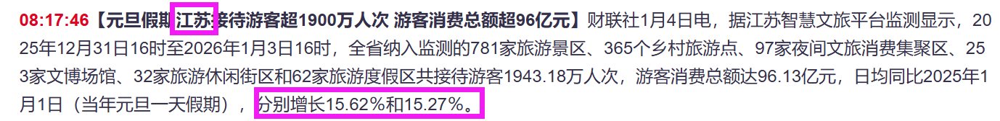 08:17:46【元旦假期江苏接待游客超1900万人次 游客消费总额超96亿元】财联社1月4日电，据江苏智慧文旅平台监测显示，202
5年12月31日16时至2026年1月3日16时，全省纳入监测的781家旅游景区、365个乡村旅游点、97家夜间文旅消费集聚区、25
3家文博场馆、32家旅游休闲街区和62家旅游度假区共接待游客1943.18万人次，游客消费总额达96.13亿元，日均同比2025年1
月1日（当年元旦一天假期），分别增长15.62%和15.27%。